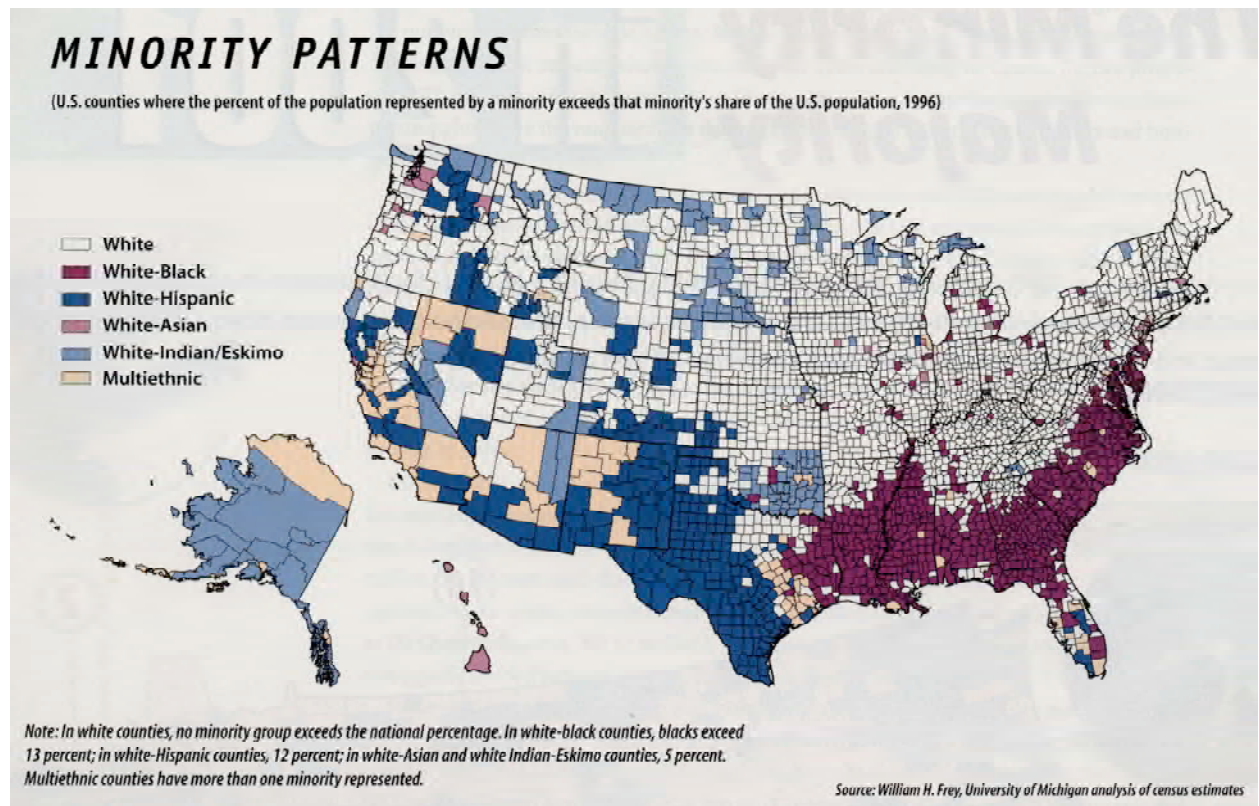 MINORITY PATTERNS
(U.S. counties where the percent of the population represented by a minority exceeds that minority's share of the U.S. population, 1996)
White
White-Black
White-Hispanic
White-Asian
White-Indian/Eskimo
Multiethnic
Note: In white counties, no minority group exceeds the national percentage. In white-black counties, blacks exceed
13 percent; in white-Hispanic counties, 12 percent; in white-Asian and white Indian-Eskimo counties, 5 percent.
Multiethnic counties have more than one minority represented.
Source: William H. Frey, University of Michigan analysis of census estimates